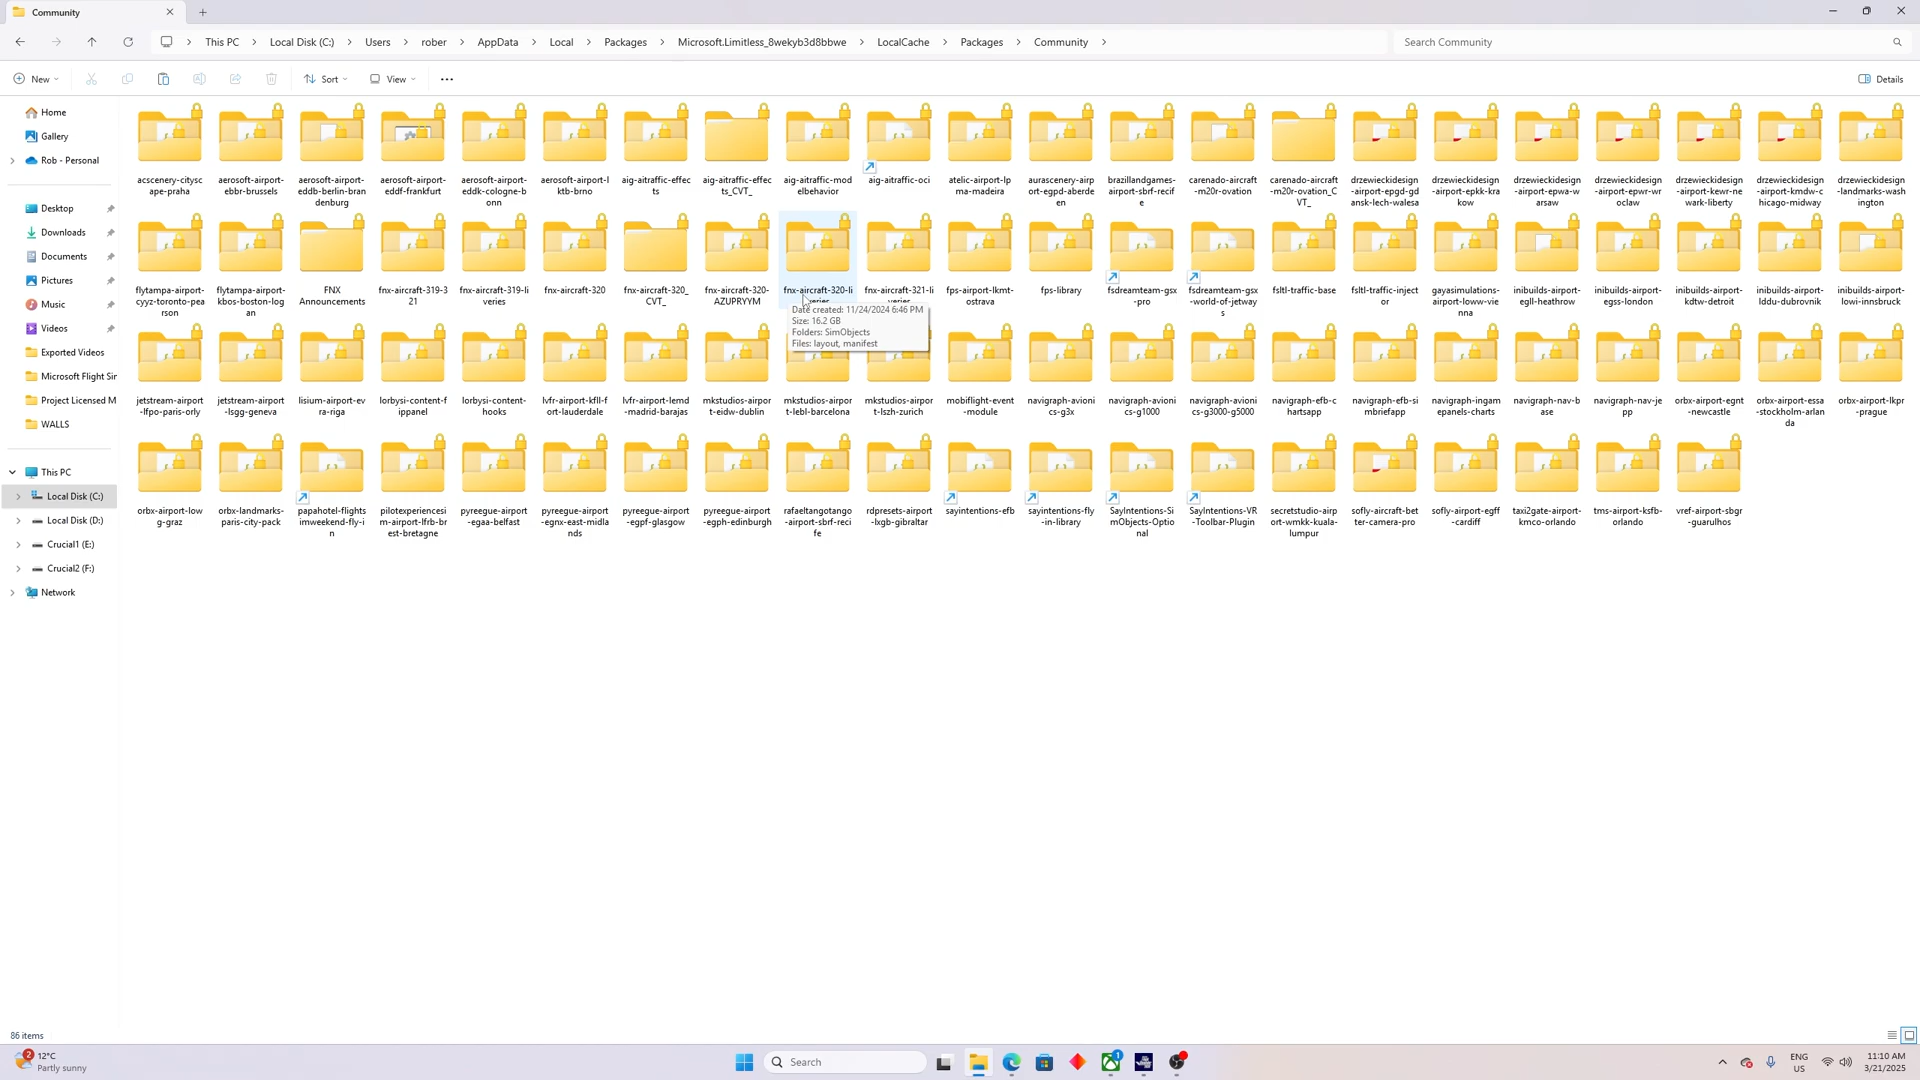 Community
This PC > Local Disk (C:) > Users > rober > AppData > Local > Packages > Microsoft.Limitless_8wekyb3d8bbwe > LocalCache > Packages > Community >
Search Community
New
Sort
View
Details
Home
Gallery
Rob - Personal
Desktop
Downloads
Documents
Pictures
Music
Videos
Exported Videos
Microsoft Flight Sir
Project Licensed M
WALLS
This PC
Local Disk (C:)
Local Disk (D:)
Crucial1 (E:)
Crucial2 (F:)
Network
acscenery-citysc
ape-praha
aerosoft-airport-
ebbr-brussels
aerosoft-airport-
eddb-berlin-bran
denburg
aerosoft-airport-
eddf-frankfurt
aerosoft-airport-
eddk-cologne-b
onn
aerosoft-airport-l
ktb-brno
aig-aitraffic-effec
ts
aig-aitraffic-effec
ts_CVT_
aig-aitraffic-mod
elbehavior
aig-aitraffic-oci
atelic-airport-lp
ma-madeira
aurascenery-airp
ort-egpd-aberde
en
brazillandgames-
airport-sbrf-recif
e
carenado-aircraft
-m20r-ovation
carenado-aircraft
-m20r-ovation_C
VT_
drzewieckidesign
-airport-epgd-gd
ansk-lech-walesa
drzewieckidesign
-airport-epkk-kra
kow
drzewieckidesign
-airport-epwa-w
arsaw
drzewieckidesign
-airport-epwr-wr
oclaw
drzewieckidesign
-airport-kewr-ne
wark-liberty
drzewieckidesign
-airport-kmdw-c
hicago-midway
drzewieckidesign
-landmarks-wash
ington
flytampa-airport-
cyyz-toronto-pea
rson
flytampa-airport-
kbos-boston-log
an
FNX
Announcements
fnx-aircraft-319-3
21
fnx-aircraft-319-li
veries
fnx-aircraft-320
fnx-aircraft-320_
CVT_
fnx-aircraft-320-
AZUPRYYM
fnx-aircraft-320-li
veries
fnx-aircraft-321-li
veries
fps-airport-lkmt-
ostrava
fps-library
fsdreamteam-gsx
-pro
fsdreamteam-gsx
-world-of-jetway
s
fsltl-traffic-base
fsltl-traffic-inject
or
gayasimulations-
airport-loww-vie
nna
inibuilds-airport-
egll-heathrow
inibuilds-airport-
egss-london
inibuilds-airport-
kdtw-detroit
inibuilds-airport-
lddu-dubrovnik
inibuilds-airport-
lowi-innsbruck
Date created: 11/24/2024 6:46 PM
Size: 16.2 GB
Folders: SimObjects
Files: layout, manifest
jetstream-airport
-lfpo-paris-orly
jetstream-airport
-lsgg-geneva
lisium-airport-ev
ra-riga
lorbysi-content-f
ippanel
lorbysi-content-
hooks
lvfr-airport-kfll-f
ort-lauderdale
lvfr-airport-lemd
-madrid-barajas
mkstudios-airpor
t-eidw-dublin
mkstudios-airpor
t-lebl-barcelona
mkstudios-airpor
t-lszh-zurich
mobiflight-event
-module
navigraph-avioni
cs-g3x
navigraph-avioni
cs-g1000
navigraph-avioni
cs-g3000-g5000
navigraph-efb-c
hartsapp
navigraph-efb-si
mbriefapp
navigraph-ingam
epanels-charts
navigraph-nav-b
ase
navigraph-nav-je
pp
orbx-airport-egnt
-newcastle
orbx-airport-essa
-stockholm-arlan
da
orbx-airport-lkpr
-prague
orbx-airport-low
g-graz
orbx-landmarks-
paris-city-pack
papahotel-flights
imweekend-fly-i
n
pilotexperiencesi
m-airport-lfrb-br
est-bretagne
pyreegue-airport
-egaa-belfast
pyreegue-airport
-egnx-east-midla
nds
pyreegue-airport
-egpf-glasgow
pyreegue-airport
-egph-edinburgh
rafaeltangotango
-airport-sbrf-reci
fe
rdpresets-airport
-lxgb-gibraltar
sayintentions-efb
sayintentions-fly
-in-library
SayIntentions-Si
mObjects-Optio
nal
SayIntentions-VR
-Toolbar-Plugin
secretstudio-airp
ort-wmkk-kuala-
lumpur
sofly-aircraft-bet
ter-camera-pro
sofly-airport-egff
-cardiff
taxi2gate-airport-
kmco-orlando
tms-airport-ksfb-
orlando
vref-airport-sbgr
-guarulhos
86 items
2
12°C
Partly sunny
Search
1
ENG
US
11:10 AM
3/21/2025